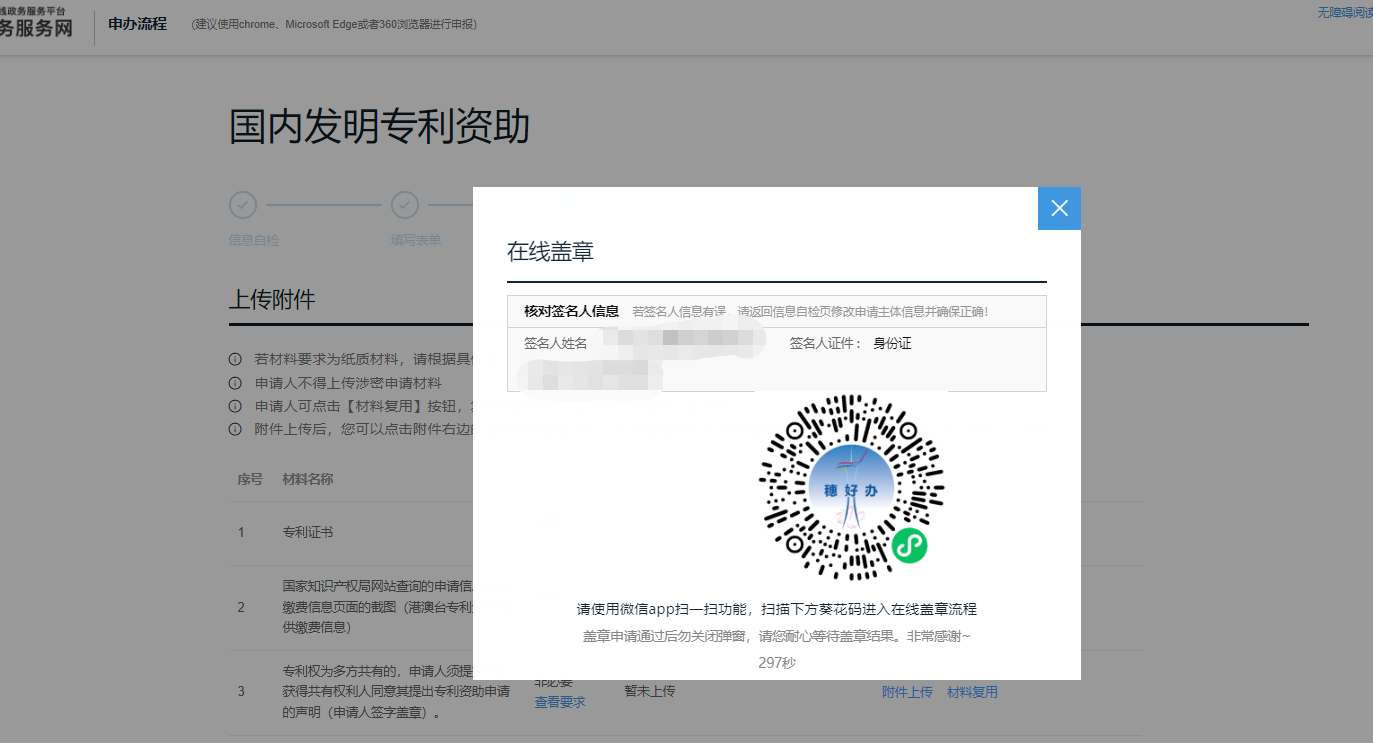 线政务服务平台
务服务网
申办流程
(建议使用chrome、Microsoft Edge或者360浏览器进行申报)
无障碍阅读
国内发明专利资助
信息自检
填写表单
在线盖章
核对签名人信息 若签名人信息有误，请返回信息自检页修改申请主体信息并确保正确！
签名人姓名
签名人证件： 身份证
穗好办
请使用微信app扫一扫功能，扫描下方葵花码进入在线盖章流程
盖章申请通过后勿关闭弹窗，请您耐心等待盖章结果。非常感谢~
297秒
上传附件
若材料要求为纸质材料，请根据具
申请人不得上传涉密申请材料
申请人可点击【材料复用】按钮，
附件上传后，您可以点击附件右边
序号 材料名称
1 专利证书
2 国家知识产权局网站查询的申请信
缴费信息页面的截图（港澳台专利
供缴费信息）
3 专利权为多方共有的，申请人须提
获得共有权利人同意其提出专利资助申请
的声明（申请人签字盖章）。
非必要
查看要求
暂未上传
附件上传 材料复用